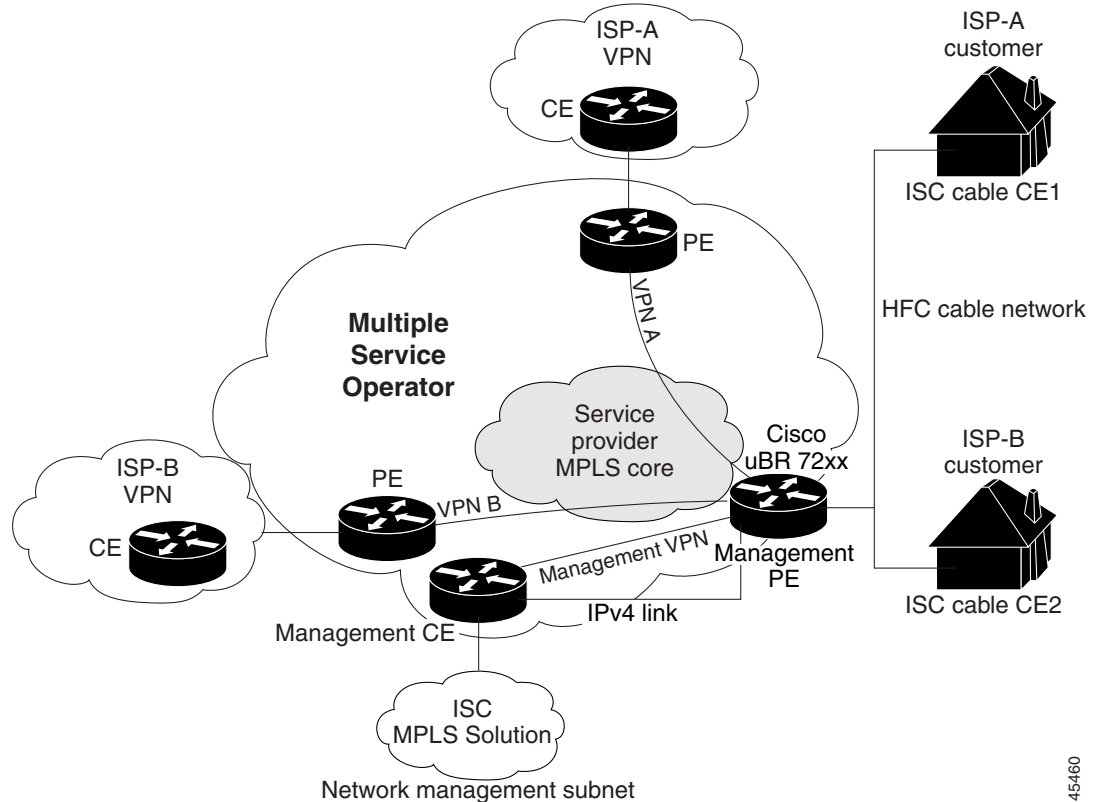 ISP-A
VPN
CE
ISP-A
customer
ISC cable CE1
PE
VPN A
HFC cable network
Multiple
Service
Operator
Service
provider
MPLS core
Cisco
uBR 72xx
ISP-B
customer
ISP-B
VPN
CE
PE
VPN B
Management VPN
Management
PE
ISC cable CE2
IPv4 link
Management CE
ISC
MPLS Solution
Network management subnet
45460